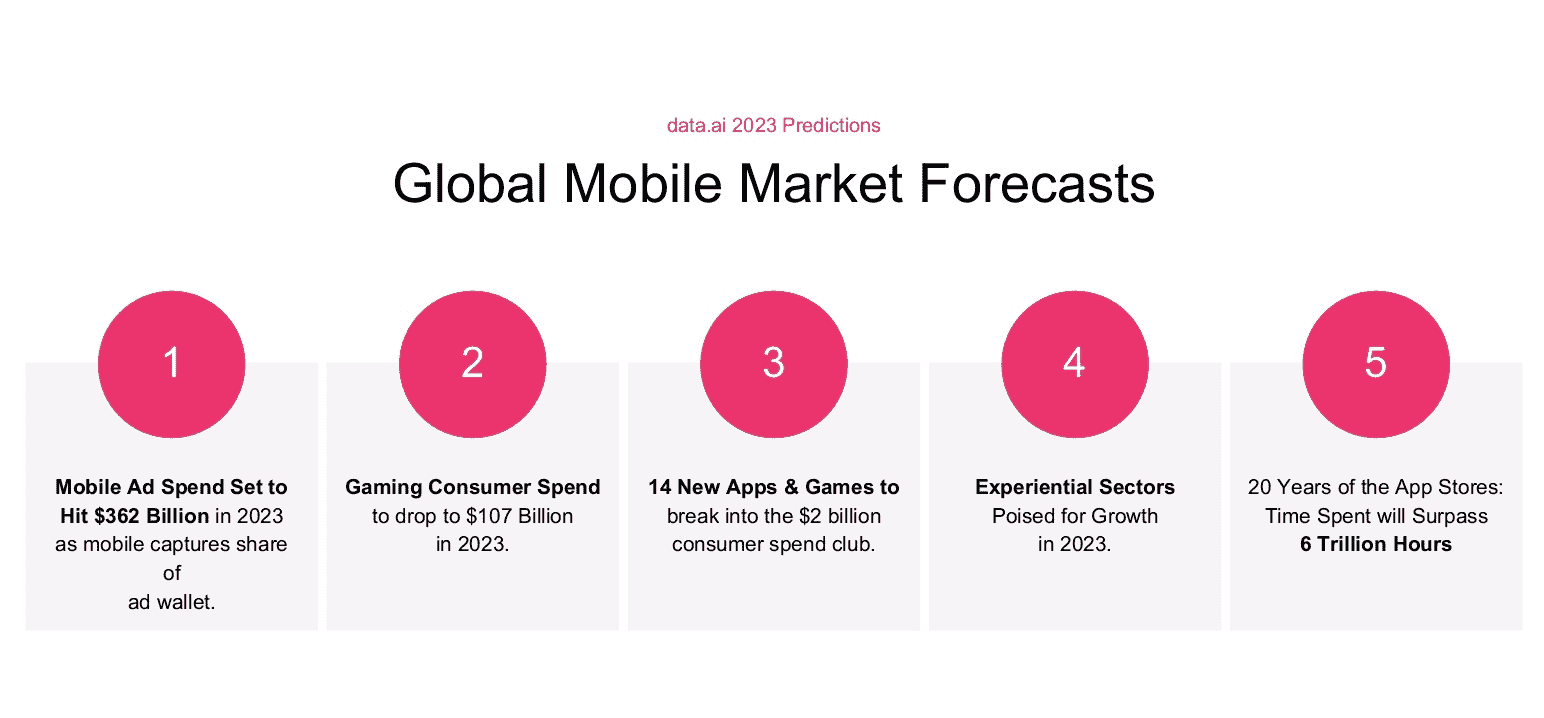 data.ai 2023 Predictions
Global Mobile Market Forecasts
1
Mobile Ad Spend Set to
Hit $362 Billion in 2023
as mobile captures share
of
ad wallet.
2
Gaming Consumer Spend
to drop to $107 Billion
in 2023.
3
14 New Apps & Games to
break into the $2 billion
consumer spend club.
4
Experiential Sectors
Poised for Growth
in 2023.
5
20 Years of the App Stores:
Time Spent will Surpass
6 Trillion Hours